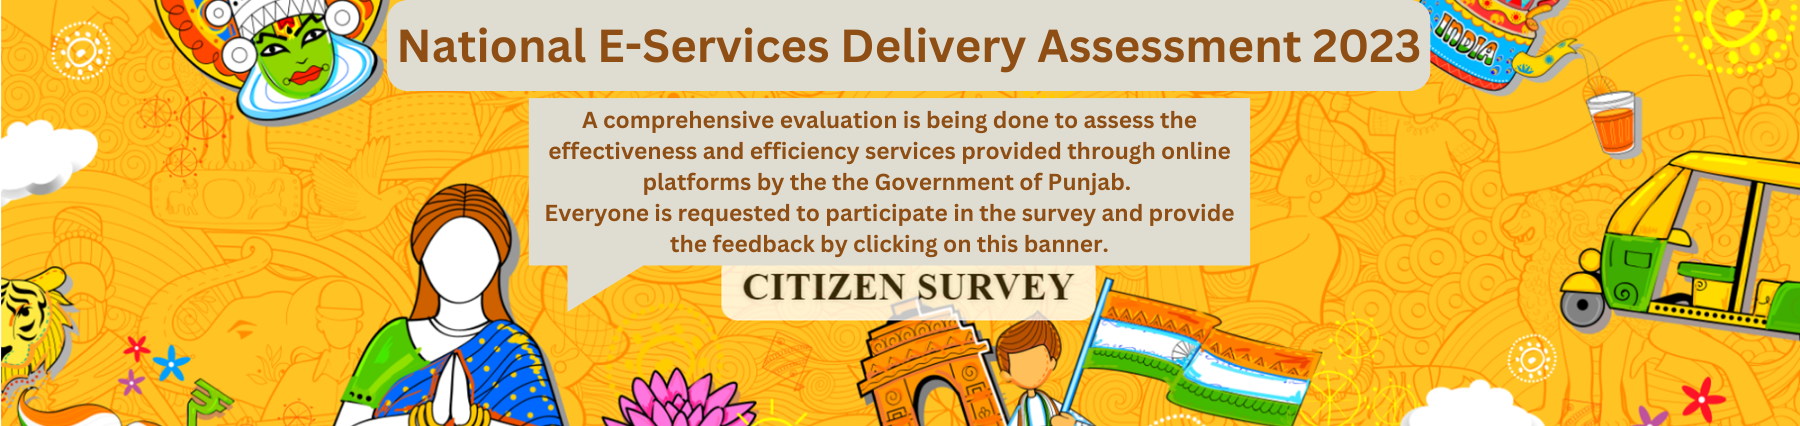 National E-Services Delivery Assessment 2023
INDIA
A comprehensive evaluation is being done to assess the
effectiveness and efficiency services provided through online
platforms by the the Government of Punjab.
Everyone is requested to participate in the survey and provide
the feedback by clicking on this banner.
CITIZEN SURVEY